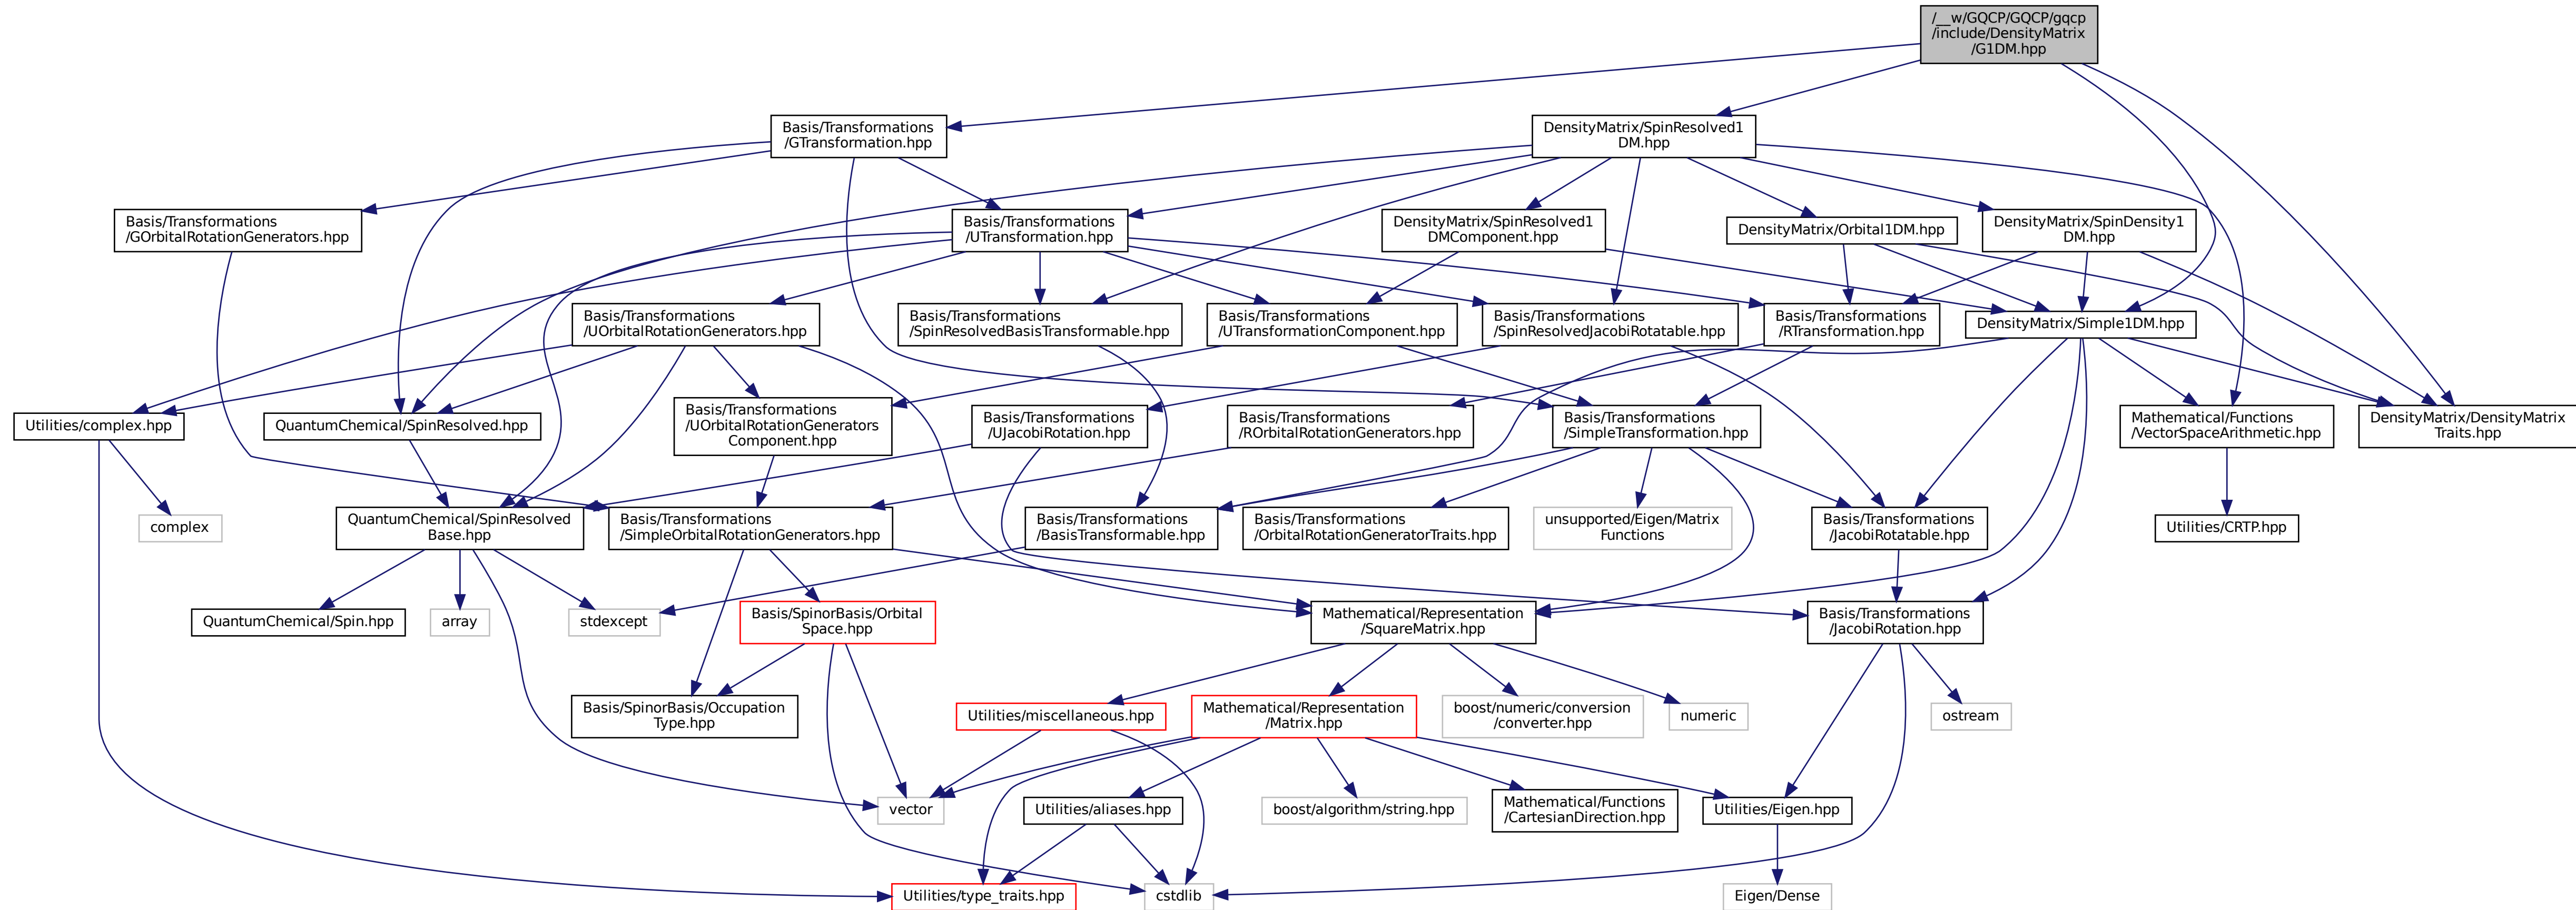 /__w/GQCP/GQCP/gqcp
/include/DensityMatrix
/G1DM.hpp
Basis/Transformations
/GTransformation.hpp
DensityMatrix/SpinResolved1
DM.hpp
Basis/Transformations
/GOrbitalRotationGenerators.hpp
Basis/Transformations
/UTransformation.hpp
DensityMatrix/SpinResolved1
DMComponent.hpp
DensityMatrix/Orbital1DM.hpp
DensityMatrix/SpinDensity1
DM.hpp
Basis/Transformations
/UOrbitalRotationGenerators.hpp
Basis/Transformations
/SpinResolvedBasisTransformable.hpp
Basis/Transformations
/UTransformationComponent.hpp
Basis/Transformations
/SpinResolvedJacobiRotatable.hpp
Basis/Transformations
/RTransformation.hpp
DensityMatrix/Simple1DM.hpp
Utilities/complex.hpp
QuantumChemical/SpinResolved.hpp
Basis/Transformations
/UOrbitalRotationGenerators
Component.hpp
Basis/Transformations
/UJacobiRotation.hpp
Basis/Transformations
/ROrbitalRotationGenerators.hpp
Basis/Transformations
/SimpleTransformation.hpp
Mathematical/Functions
/VectorSpaceArithmetic.hpp
DensityMatrix/DensityMatrix
Traits.hpp
complex
QuantumChemical/SpinResolved
Base.hpp
Basis/Transformations
/SimpleOrbitalRotationGenerators.hpp
Basis/Transformations
/BasisTransformable.hpp
Basis/Transformations
/OrbitalRotationGeneratorTraits.hpp
unsupported/Eigen/Matrix
Functions
Basis/Transformations
/JacobiRotatable.hpp
Utilities/CRTP.hpp
QuantumChemical/Spin.hpp
array
stdexcept
Basis/SpinorBasis/Orbital
Space.hpp
Mathematical/Representation
/SquareMatrix.hpp
Basis/Transformations
/JacobiRotation.hpp
Basis/SpinorBasis/Occupation
Type.hpp
Utilities/miscellaneous.hpp
Mathematical/Representation
/Matrix.hpp
boost/numeric/conversion
/converter.hpp
numeric
ostream
vector
Utilities/aliases.hpp
boost/algorithm/string.hpp
Mathematical/Functions
/CartesianDirection.hpp
Utilities/Eigen.hpp
Utilities/type_traits.hpp
cstdlib
Eigen/Dense